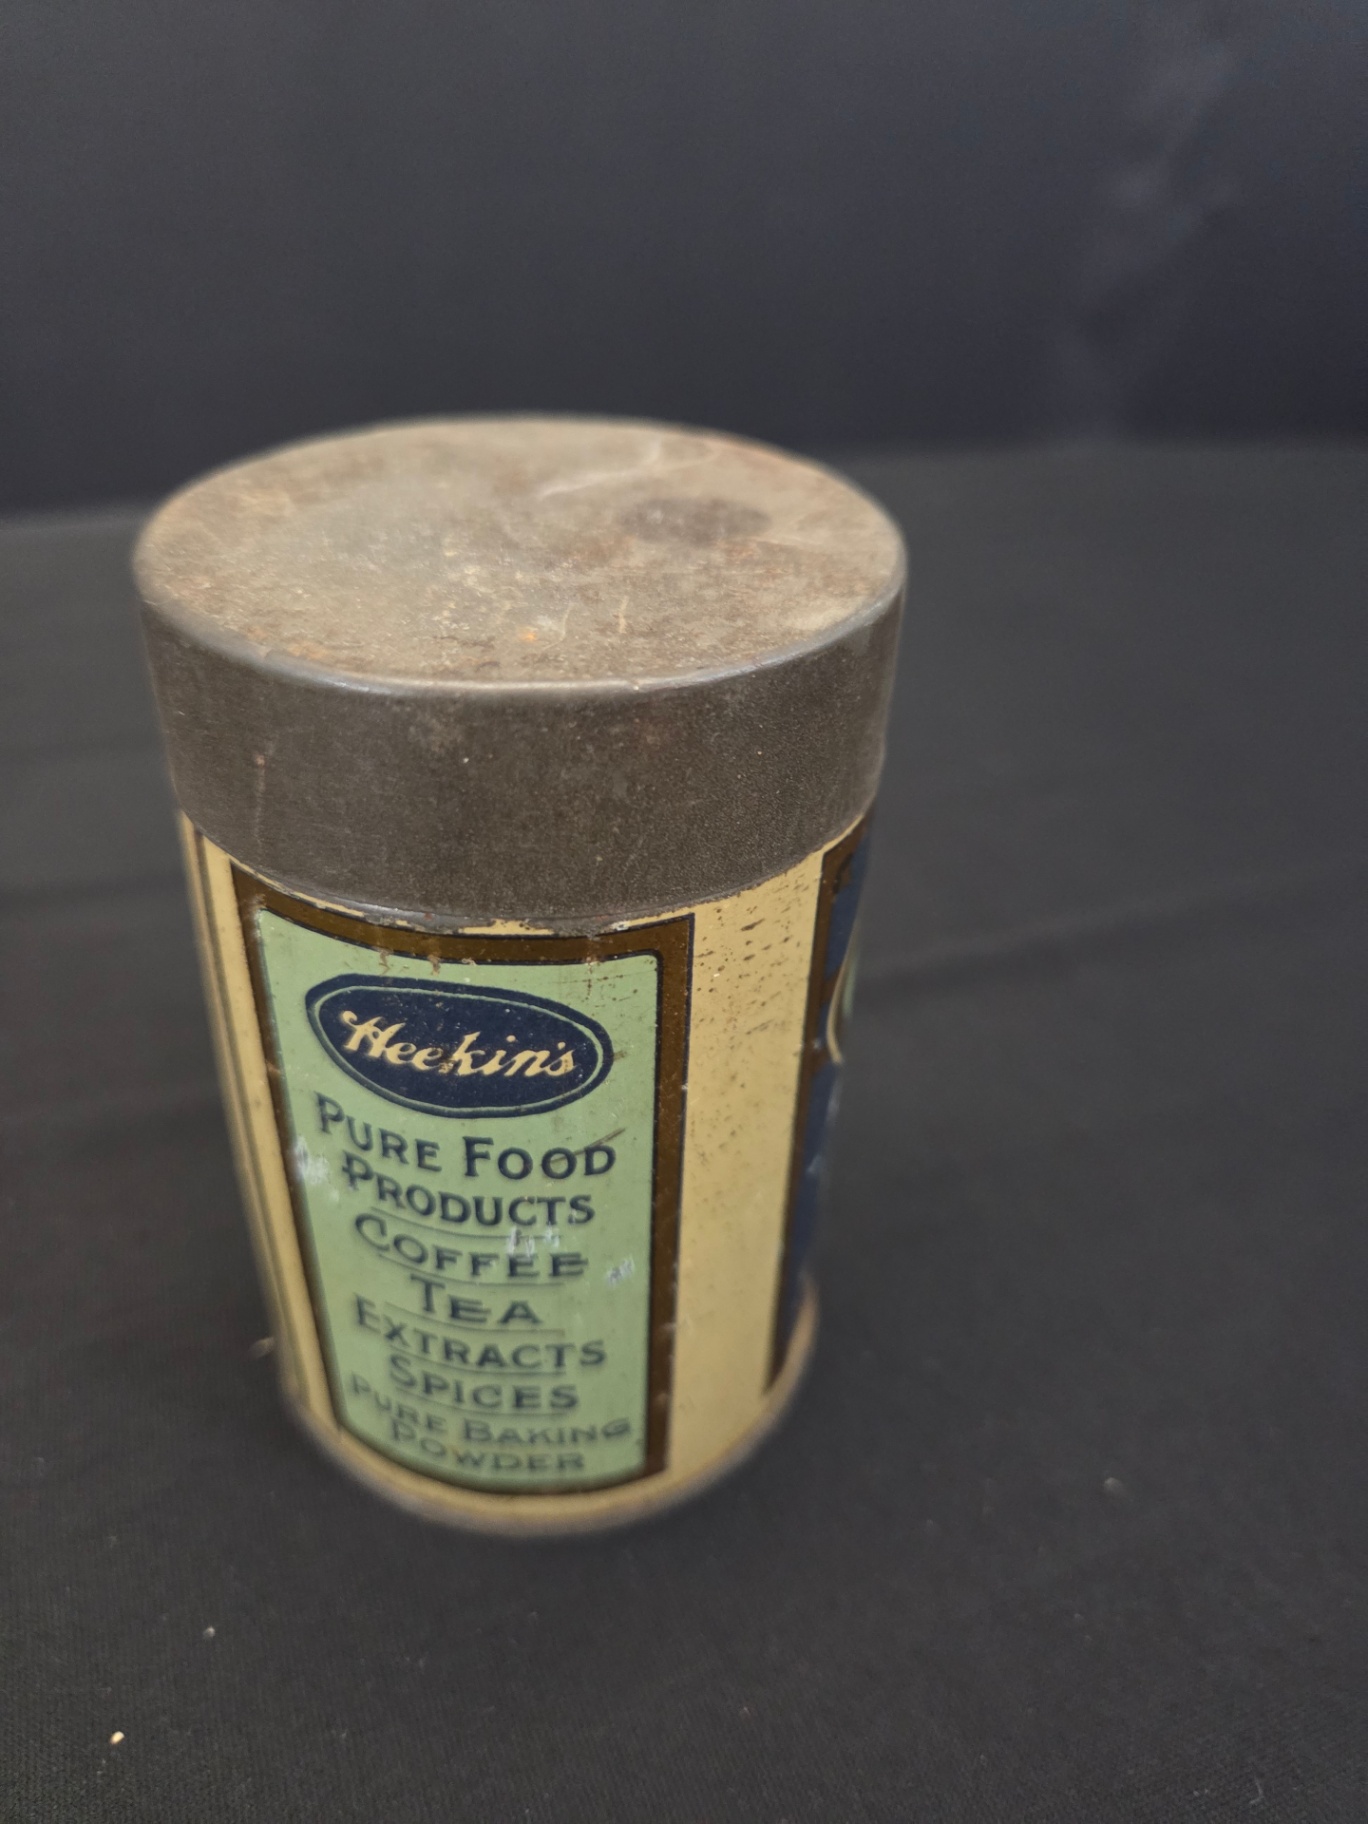 Heekin's
PURE FOOD
PRODUCTS
COFFEE
TEA
EXTRACTS
SPICES
PURE BAKING
POWDER